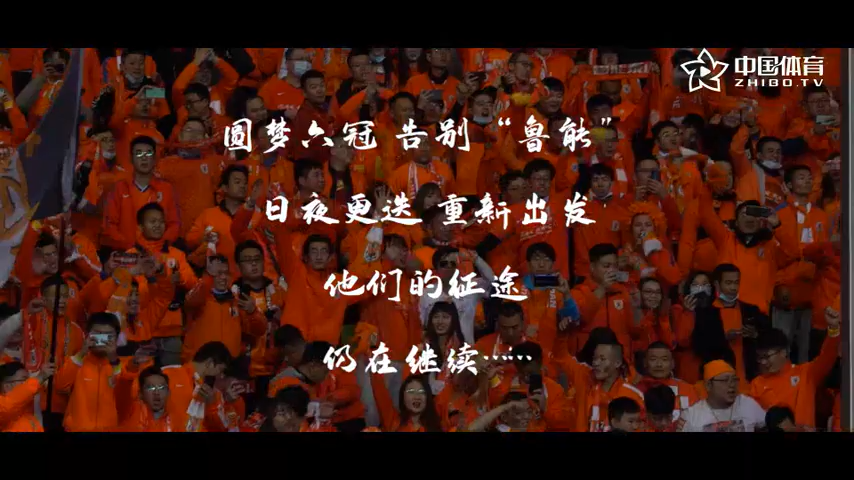 中国体育
ZHIBO.TV
圆梦六冠 告别“鲁能”
日夜更迭 重新出发
他们的征途
仍在继续……